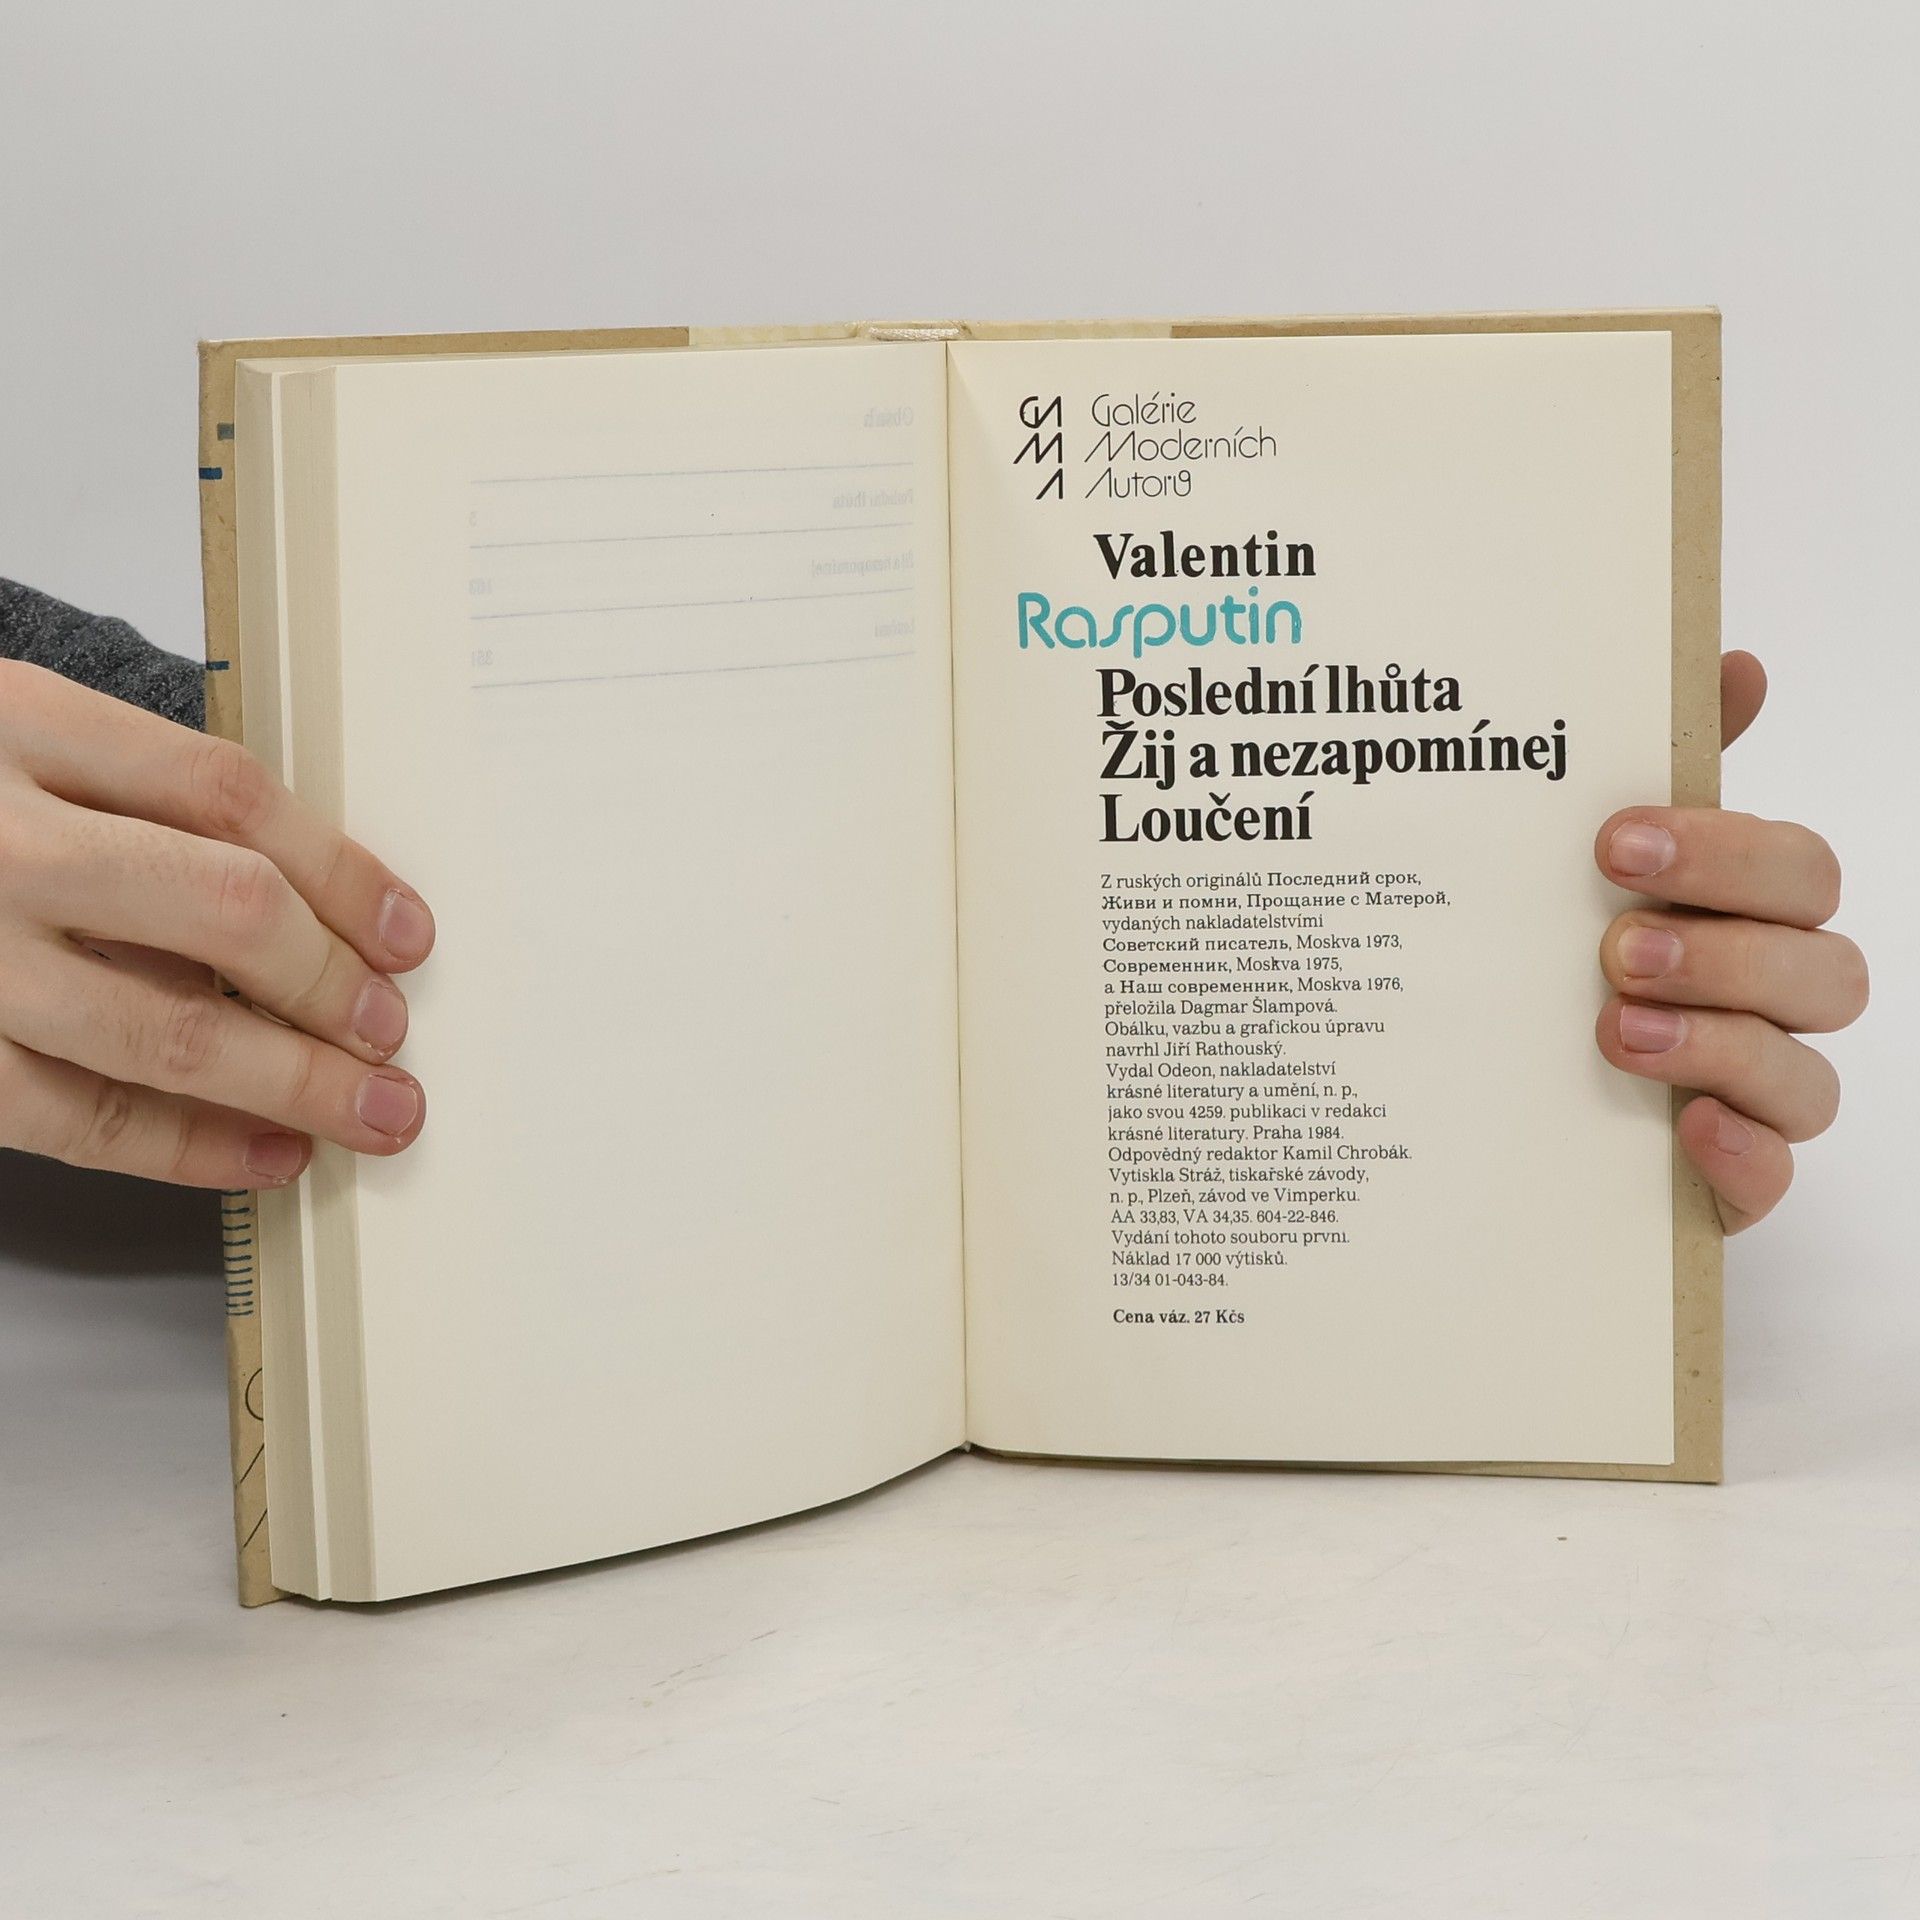 GM
M
A
Galérie
Moderních
Autorů
Valentin
Rasputin
Poslední lhůta
Žij a nezapomínej
Loučení
Z ruských originálů Последний срок,
Живи и помни, Прощание с Матерой,
vydaných nakladatelstvími
Советский писатель, Moskva 1973,
Современник, Moskva 1975,
a Наш современник, Moskva 1976,
přeložila Dagmar Šlampová.
Obálku, vazbu a grafickou úpravu
navrhl Jiří Rathouský.
Vydal Odeon, nakladatelství
krásné literatury a umění, n. p.,
jako svou 4259. publikaci v redakci
krásné literatury. Praha 1984.
Odpovědný redaktor Kamil Chrobák.
Vytiskla Stráž, tiskařské závody,
n. p., Plzeň, závod ve Vimperku.
AA 33,83, VA 34,35. 604-22-846.
Vydání tohoto souboru první.
Náklad 17 000 výtisků.
13/34 01-043-84.
Cena váz. 27 Kčs